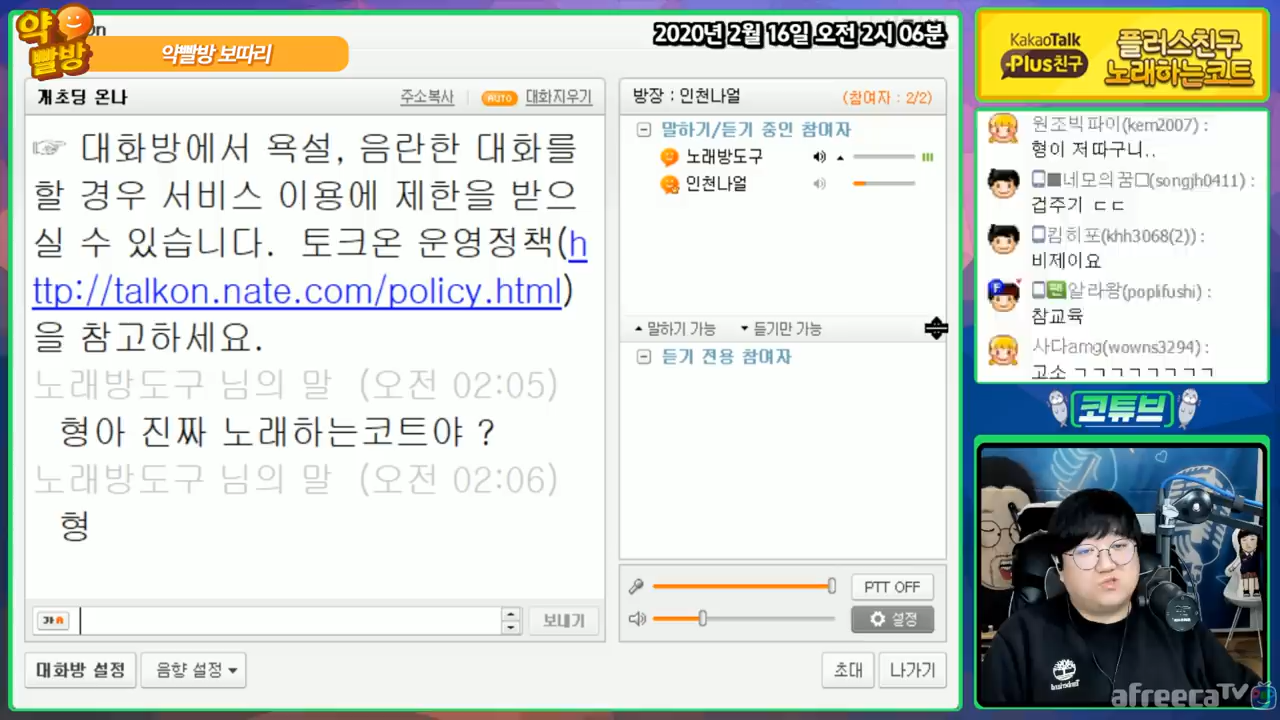 약빨방
on
약빨방 보따리
2020년 2월 16일 오전 2시 06분
개초딩 온나
주소복사
AUTO 대화지우기
☞ 대화방에서 욕설, 음란한 대화를
할 경우 서비스 이용에 제한을 받으
실 수 있습니다. 토크온 운영정책(h
ttp://talkon.nate.com/policy.html)
을 참고하세요.
노래방도구 님의 말 (오전 02:05)
형아 진짜 노래하는코트야 ?
노래방도구 님의 말 (오전 02:06)
형
가
보내기
대화방 설정
음향 설정
방장 : 인천나얼
(참여자 : 2/2)
말하기/듣기 중인 참여자
노래방도구
인천나얼
말하기 가능
듣기만 가능
듣기 전용 참여자
PTT OFF
설정
초대
나가기
KakaoTalk
Plus친구
플러스친구
노래하는코트
원조빅파이(kem2007) :
형이 저따구니..
■네모의꿈□(songjh0411) :
겁주기 ㄷㄷ
킴히포(khh3068(2)) :
비제이요
팬 알라왕(poplifushi) :
참교육
사다amg(wowns3294) :
고소 ㄱㄱㄱㄱㄱㄱㄱㄱ
코튜브
Timberland
afreecaTV